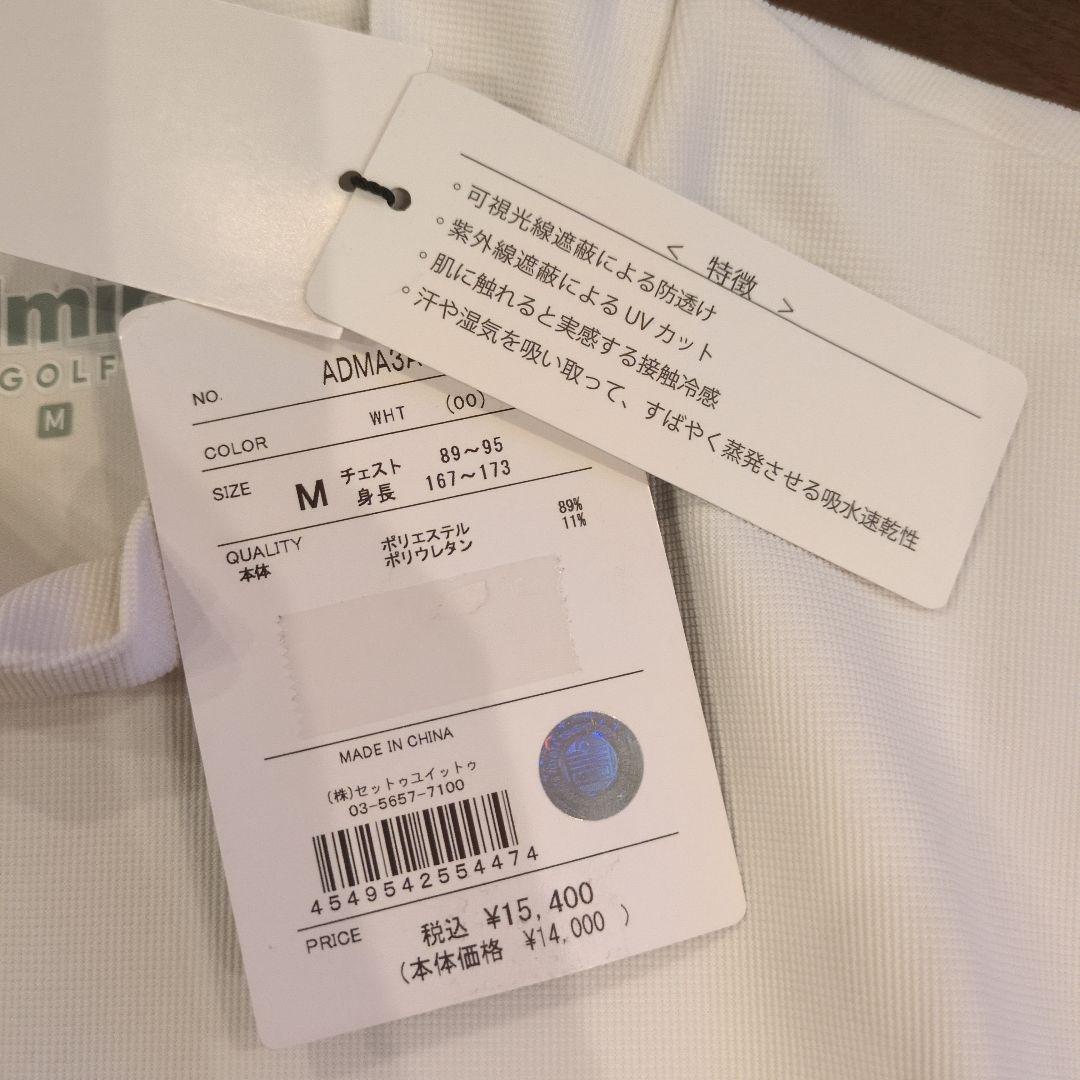 < 特徴 >
◦可視光線遮蔽による防透け
◦紫外線遮蔽によるUVカット
◦肌に触れると実感する接触冷感
◦汗や湿気を吸い取って、すばやく蒸発させる吸水速乾性
GOLF
M
NO. ADMA3A
COLOR WHT (00)
SIZE M チェスト 89～95
身長 167～173
QUALITY
本体 ポリエステル 89%
ポリウレタン 11%
MADE IN CHINA
(株)セットゥユイットゥ
03-5657-7100
4549542554474
PRICE 税込 ¥15,400
(本体価格 ¥14,000 )